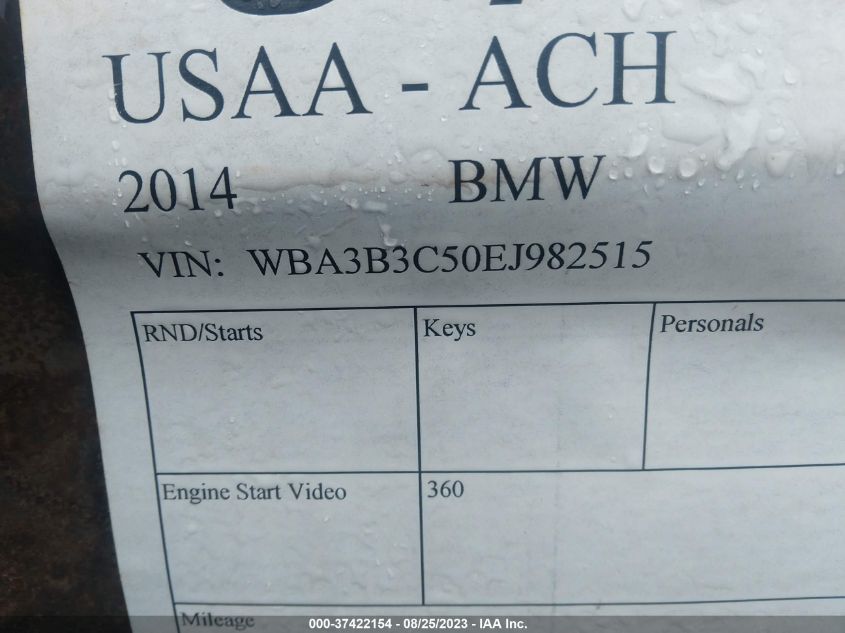 USAA - ACH
2014 BMW
VIN: WBA3B3C50EJ982515
RND/Starts Keys Personals
Engine Start Video 360
Mileage
000-37422154 - 08/25/2023 - IAA Inc.